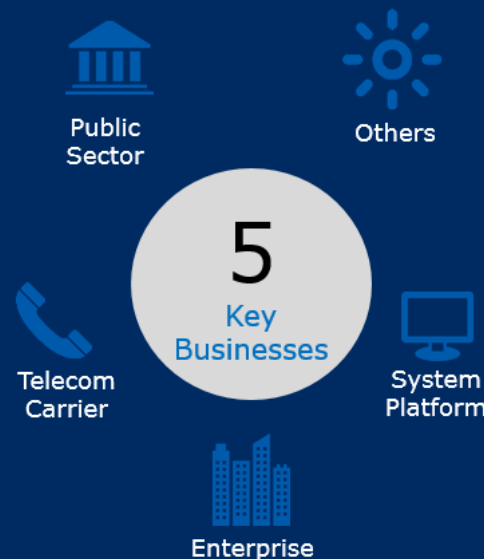 Public
Sector
Others
5
Key
Businesses
Telecom
Carrier
System
Platform
Enterprise